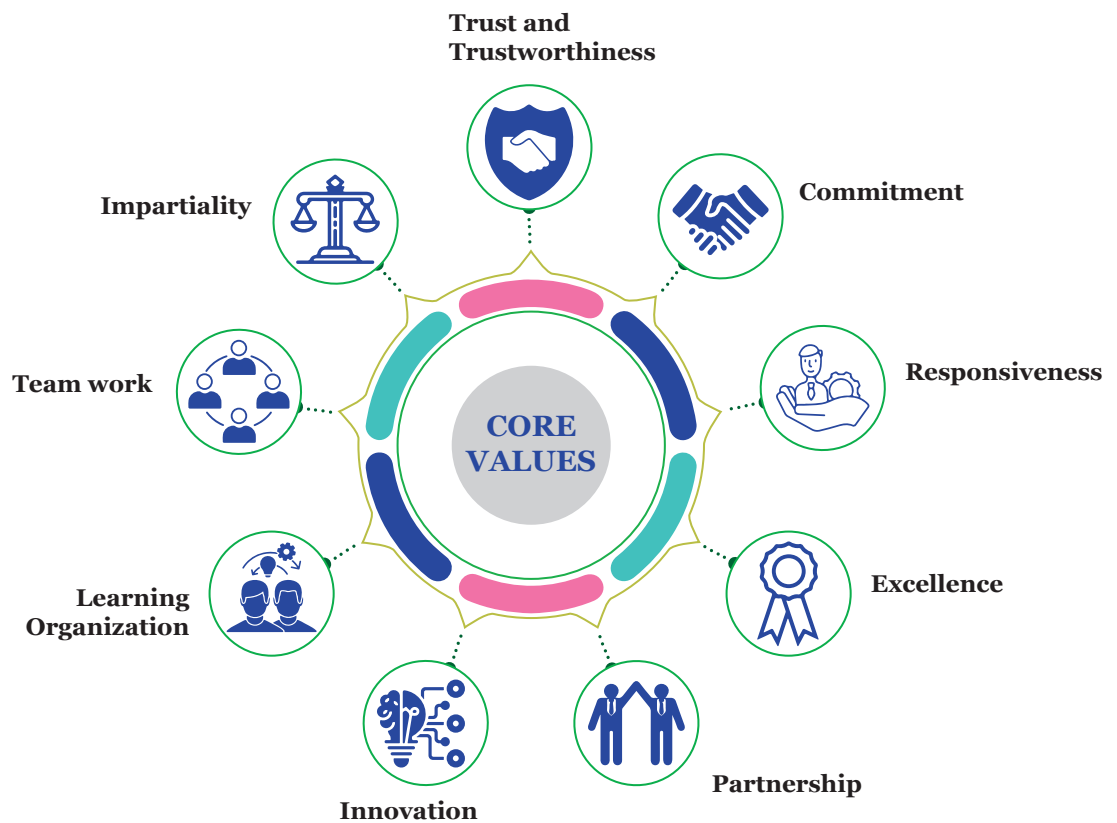 Trust and
Trustworthiness
Commitment
Impartiality
Responsiveness
Team work
CORE
VALUES
Excellence
Learning
Organization
Partnership
Innovation